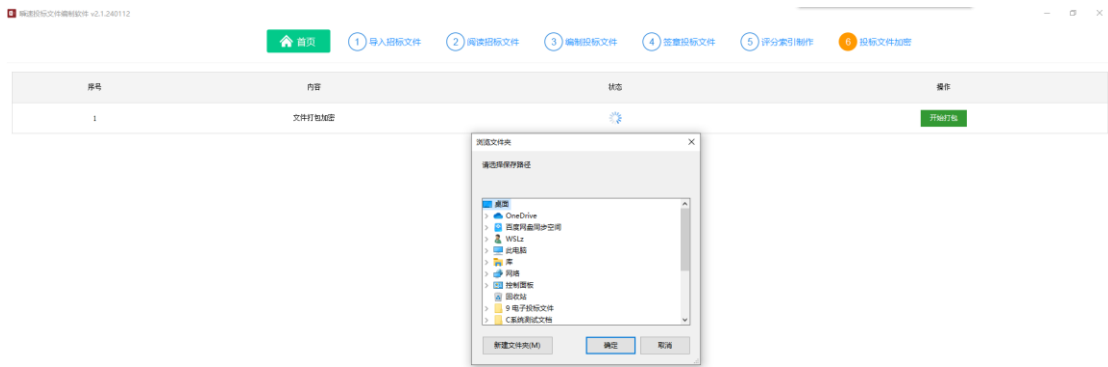 瞬速投标文件编制软件 v2.1.240112
首页 1 导入招标文件 2 阅读招标文件 3 编制投标文件 4 签章投标文件 5 评分索引制作 6 投标文件加密
序号 内容 状态 操作
1 文件打包加密 开始打包
浏览文件夹
请选择保存路径
桌面
OneDrive
百度网盘同步空间
WSLz
此电脑
库
网络
控制面板
回收站
9 电子投标文件
C系统测试文档
新建文件夹(M) 确定 取消